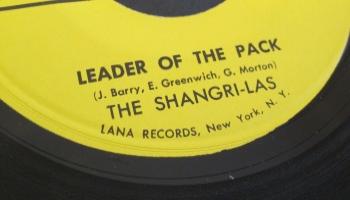 LEADER OF THE PACK
(J. Barry, E. Greenwich, G. Morton)
THE SHANGRI-LAS
LANA RECORDS, New York, N. Y.